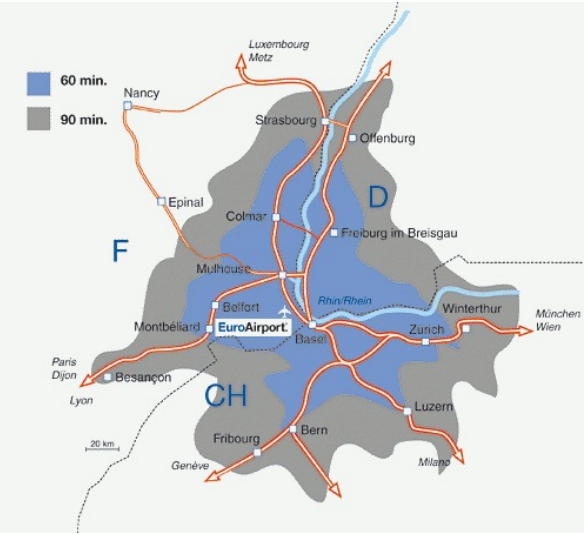 Luxembourg
Metz
60 min.
90 min.
Nancy
Strasbourg
Offenburg
Epinal
D
Colmar
Freiburg im Breisgau
F
Mulhouse
Rhin/Rhein
Belfort
Winterthur
München
Wien
Montbéliard
EuroAirport
Basel
Zurich
Paris
Dijon
Besançon
Lyon
CH
Luzern
Bern
Fribourg
20 km
Genève
Milano